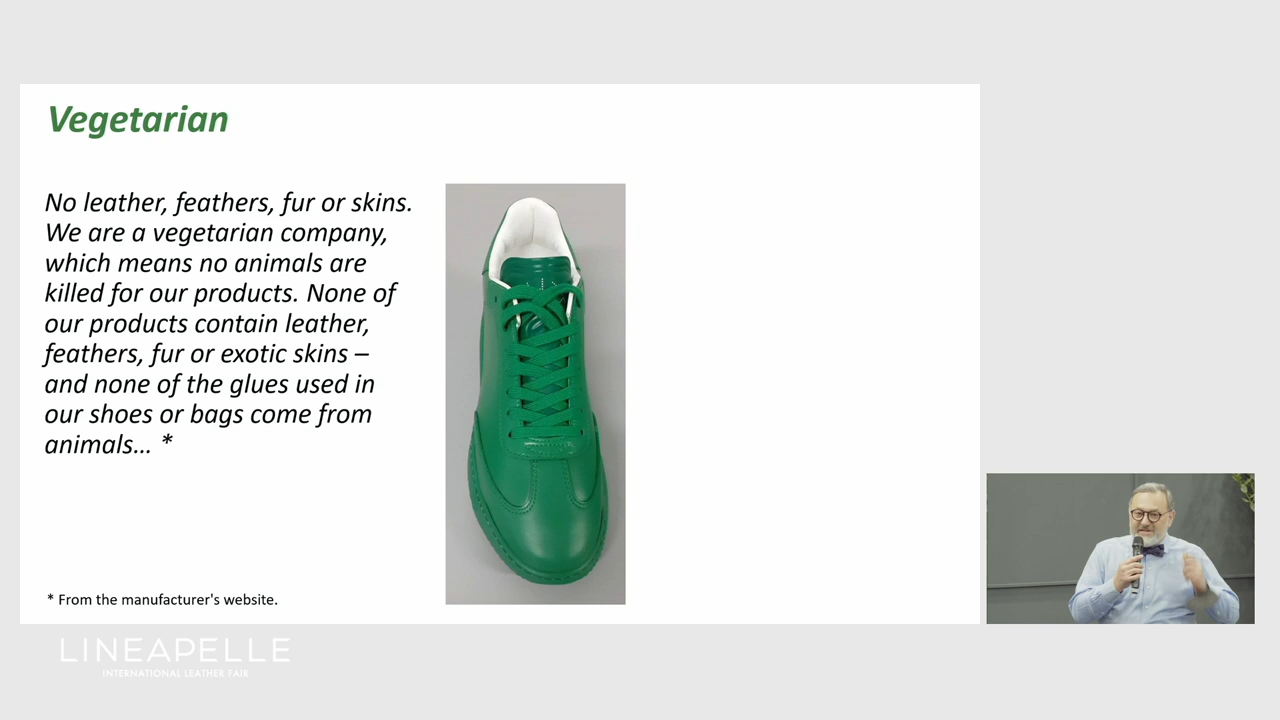 Vegetarian
No leather, feathers, fur or skins.
We are a vegetarian company,
which means no animals are
killed for our products. None of
our products contain leather,
feathers, fur or exotic skins –
and none of the glues used in
our shoes or bags come from
animals... *
* From the manufacturer's website.
LINEAPELLE
INTERNATIONAL LEATHER FAIR